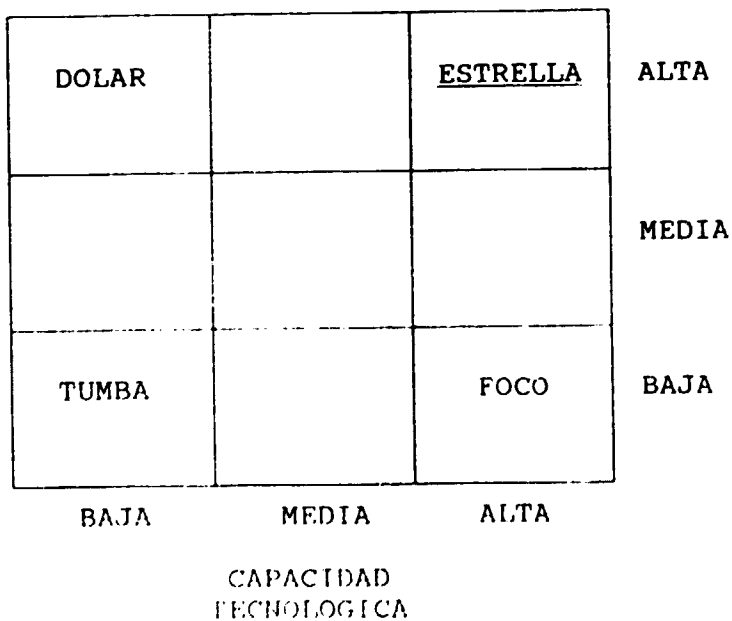 DOLAR ESTRELLA ALTA
MEDIA
TUMBA FOCO BAJA
BAJA MEDIA ALTA
CAPACIDAD
TECNOLOGICA